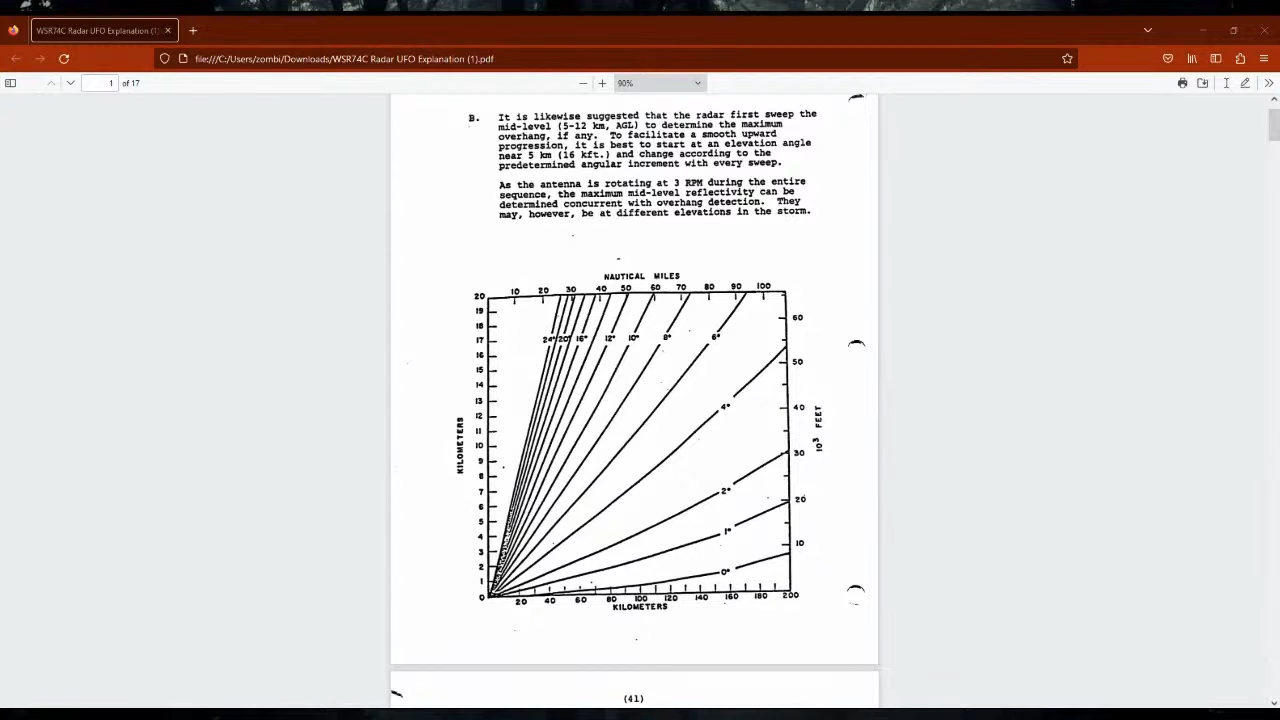 WSR74C Radar UFO Explanation (1).
file:///C:/Users/zombi/Downloads/WSR74C Radar UFO Explanation (1).pdf
1 of 17
90%
B. It is likewise suggested that the radar first sweep the
mid-level (5-12 km, AGL) to determine the maximum
overhang, if any. To facilitate a smooth upward
progression, it is best to start at an elevation angle
near 5 km (16 kft.) and change according to the
predetermined angular increment with every sweep.
As the antenna is rotating at 3 RPM during the entire
sequence, the maximum mid-level reflectivity can be
determined concurrent with overhang detection. They
may, however, be at different elevations in the storm.
NAUTICAL MILES
10 20 30 40 50 60 70 80 90 100
20
19
18
17
16
15
14
13
12
11
10
9
8
7
6
5
4
3
2
1
0
KILOMETERS
24° 20° 16° 12° 10° 8° 6°
4°
2°
1°
0°
60
50
40
30
20
10
10³ FEET
20 40 60 80 100 120 140 160 180 200
KILOMETERS
(41)